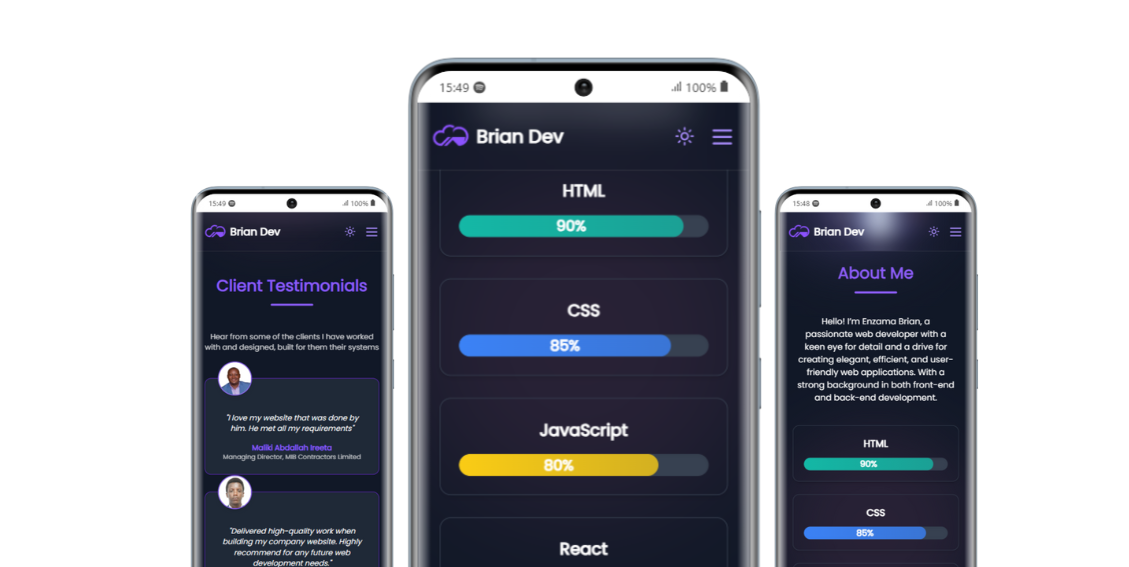 15:49
100%
Brian Dev
Client Testimonials
Hear from some of the clients I have worked
with and designed, built for them their systems
"I love my website that was done by
him. He met all my requirements"
Maliki Abdallah Ireeta
Managing Director, MIB Contractors Limited
"Delivered high-quality work when
building my company website. Highly
recommend for any future web
development needs."
15:49
100%
Brian Dev
HTML
90%
CSS
85%
JavaScript
80%
React
15:48
100%
Brian Dev
About Me
Hello! I'm Enzama Brian, a
passionate web developer with a
keen eye for detail and a drive for
creating elegant, efficient, and user-
friendly web applications. With a
strong background in both front-end
and back-end development.
HTML
90%
CSS
85%